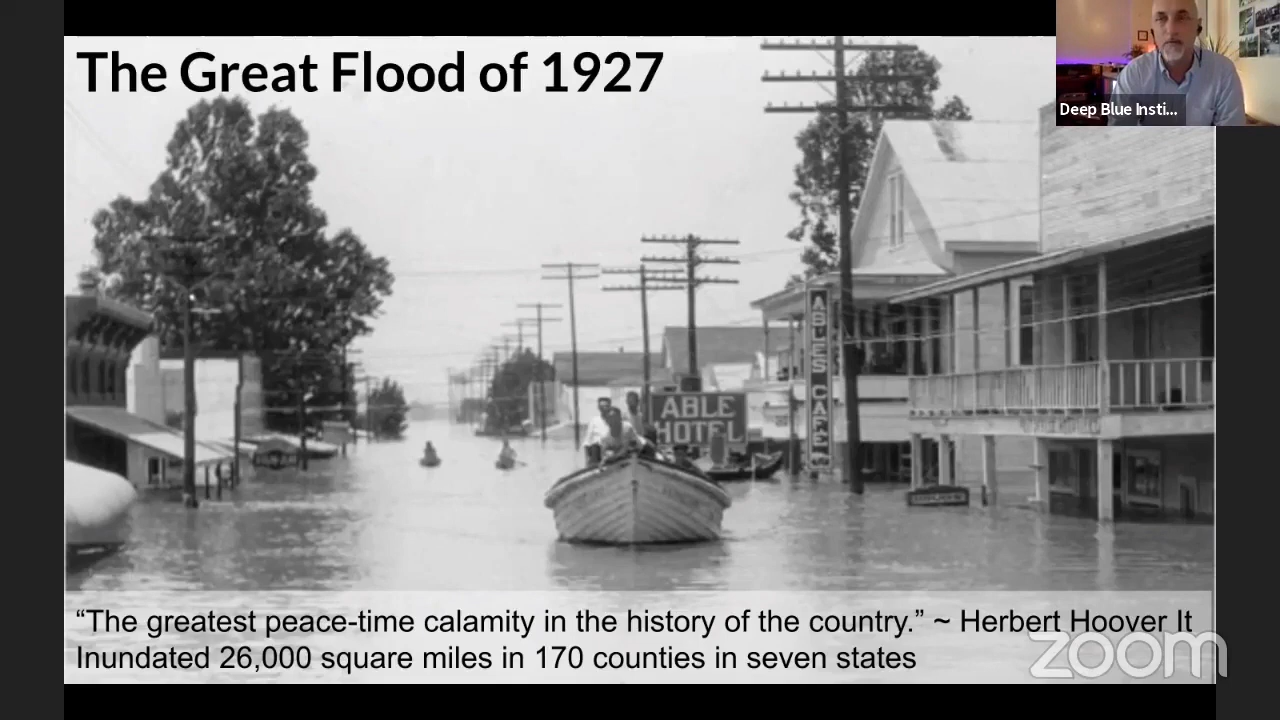 The Great Flood of 1927
Deep Blue Insti...
ABLES CAFE
ABLE
HOTEL
“The greatest peace-time calamity in the history of the country.” ~ Herbert Hoover It
Inundated 26,000 square miles in 170 counties in seven states
zoom